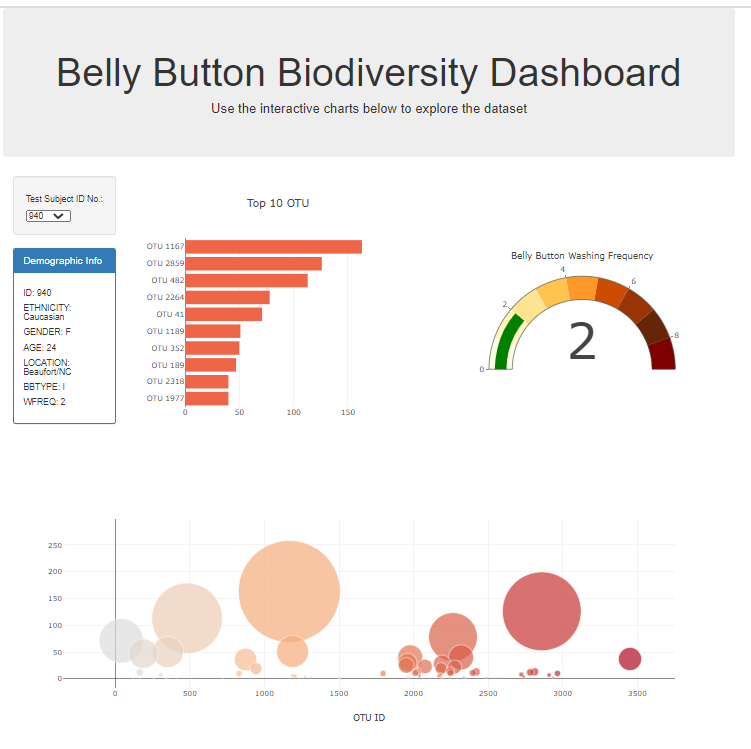 Belly Button Biodiversity Dashboard
Use the interactive charts below to explore the dataset
Test Subject ID No.:
940
Demographic Info
ID: 940
ETHNICITY:
Caucasian
GENDER: F
AGE: 24
LOCATION:
Beaufort/NC
BBTYPE: I
WFREQ: 2
Top 10 OTU
OTU 1167
OTU 2859
OTU 482
OTU 2264
OTU 41
OTU 1189
OTU 352
OTU 189
OTU 2318
OTU 1977
0 50 100 150
Belly Button Washing Frequency
0
2
4
6
8
2
250
200
150
100
50
0
0 500 1000 1500 2000 2500 3000 3500
OTU ID